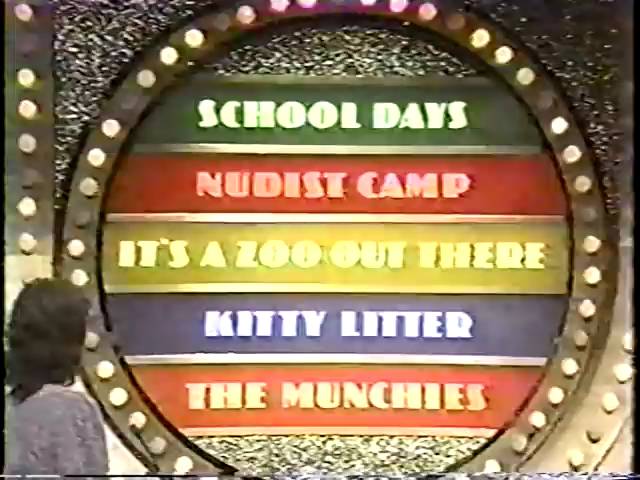 SCHOOL DAYS
NUDIST CAMP
IT'S A ZOO OUT THERE
KITTY LITTER
THE MUNCHIES